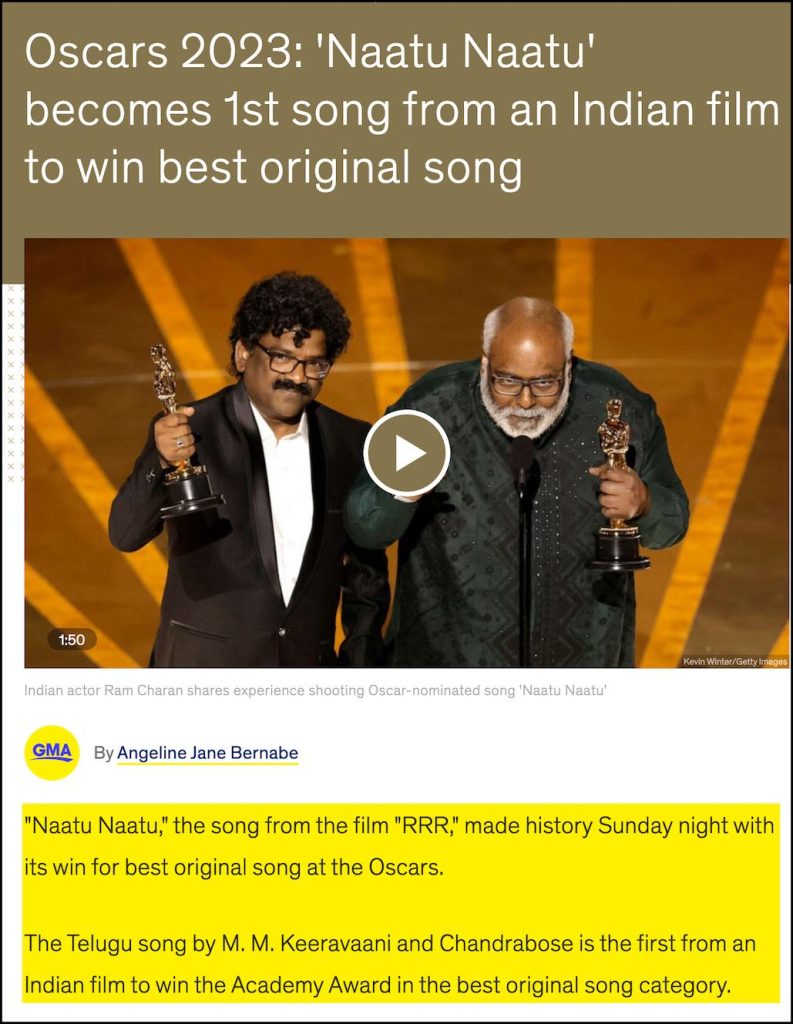 Oscars 2023: 'Naatu Naatu'
becomes 1st song from an Indian film
to win best original song
1:50
Kevin Winter/Getty Images
Indian actor Ram Charan shares experience shooting Oscar-nominated song 'Naatu Naatu'
GMA
By Angeline Jane Bernabe
"Naatu Naatu," the song from the film "RRR," made history Sunday night with
its win for best original song at the Oscars.
The Telugu song by M. M. Keeravaani and Chandrabose is the first from an
Indian film to win the Academy Award in the best original song category.